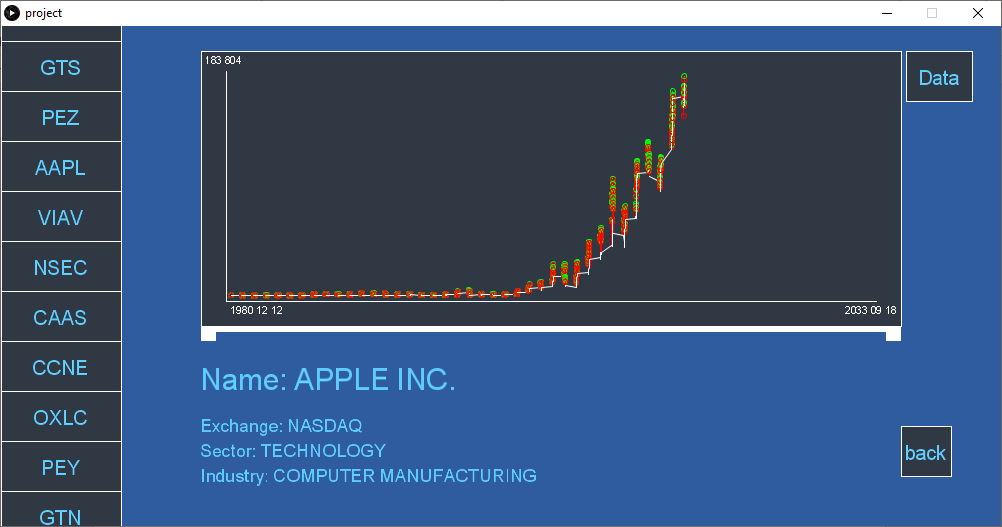 project
GTS
PEZ
AAPL
VIAV
NSEC
CAAS
CCNE
OXLC
PEY
GTN
183 804
1980 12 12
2033 09 18
Data
Name: APPLE INC.
Exchange: NASDAQ
Sector: TECHNOLOGY
Industry: COMPUTER MANUFACTURING
back